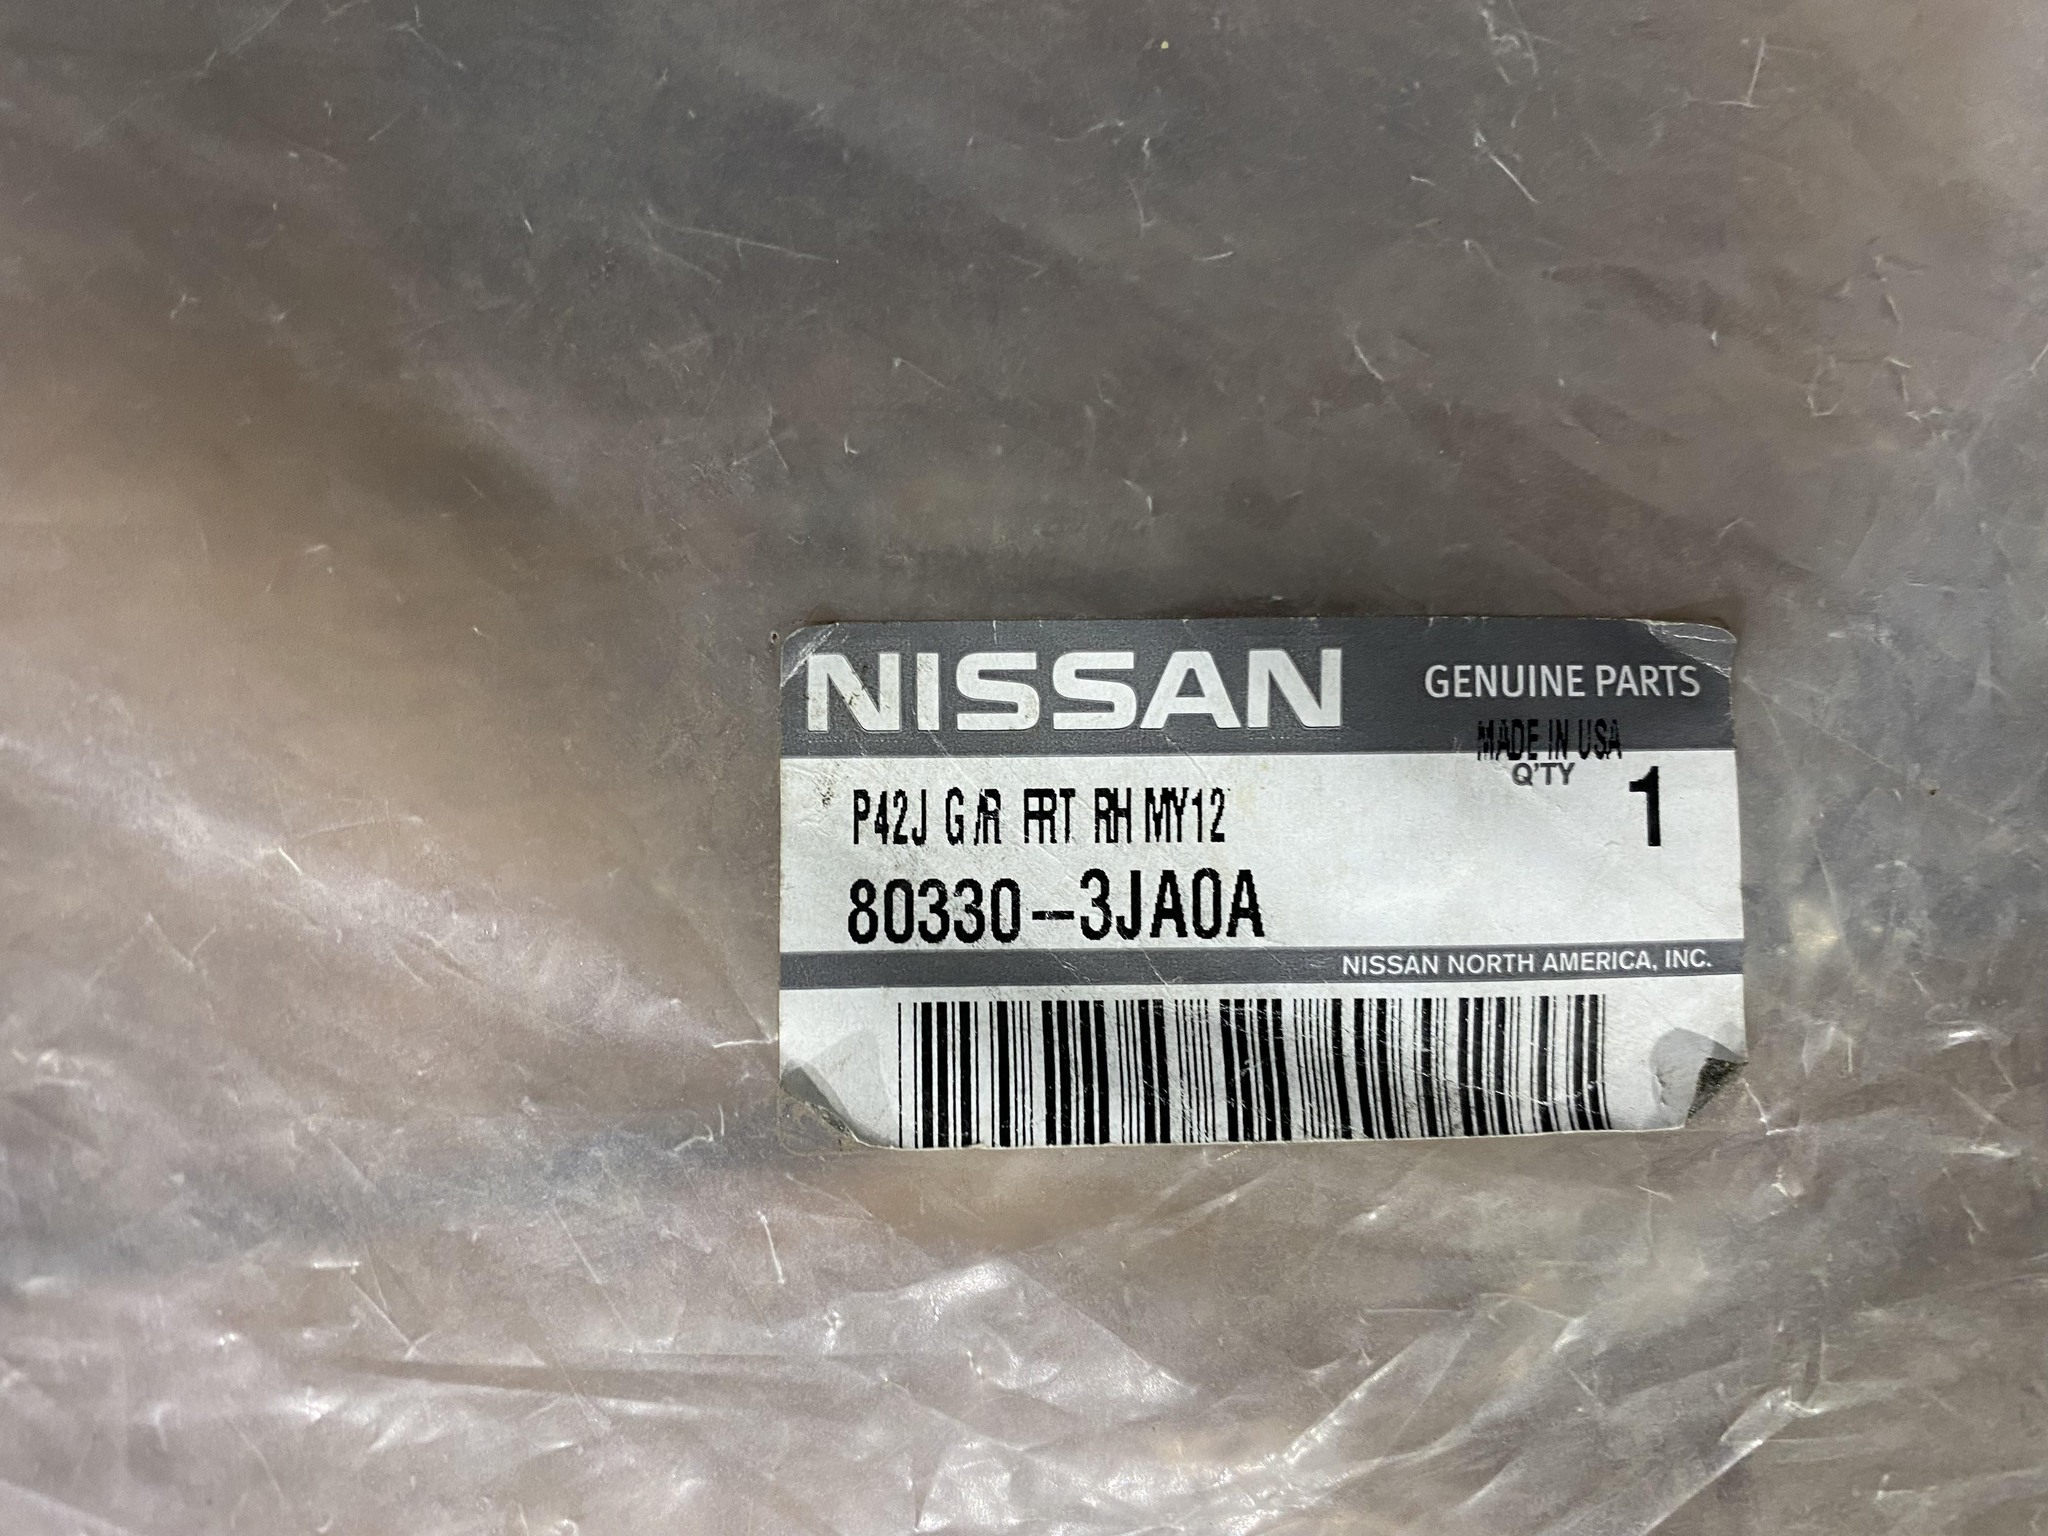 NISSAN
GENUINE PARTS
MADE IN USA
Q'TY 1
P42J G/R FRT RH MY12
80330-3JA0A
NISSAN NORTH AMERICA, INC.